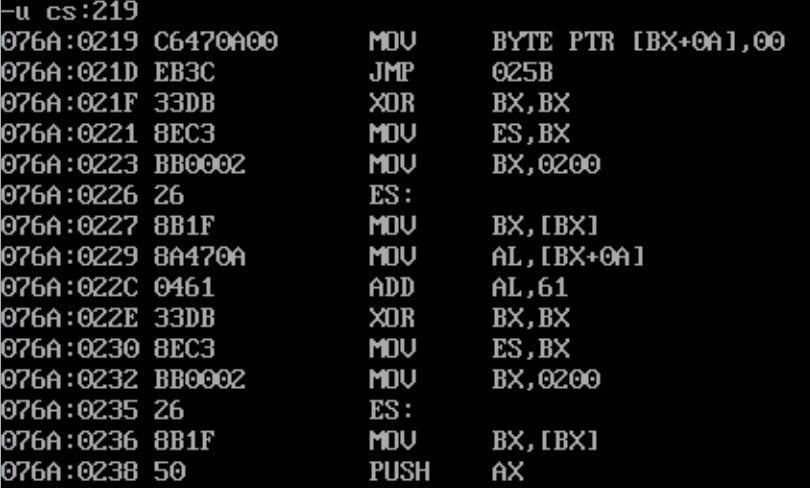 -u cs:219
076A:0219 C6470A00 MOV BYTE PTR [BX+0A],00
076A:021D EB3C JMP 025B
076A:021F 33DB XOR BX,BX
076A:0221 8EC3 MOV ES,BX
076A:0223 BB0002 MOV BX,0200
076A:0226 26 ES:
076A:0227 8B1F MOV BX,[BX]
076A:0229 8A470A MOV AL,[BX+0A]
076A:022C 0461 ADD AL,61
076A:022E 33DB XOR BX,BX
076A:0230 8EC3 MOV ES,BX
076A:0232 BB0002 MOV BX,0200
076A:0235 26 ES:
076A:0236 8B1F MOV BX,[BX]
076A:0238 50 PUSH AX